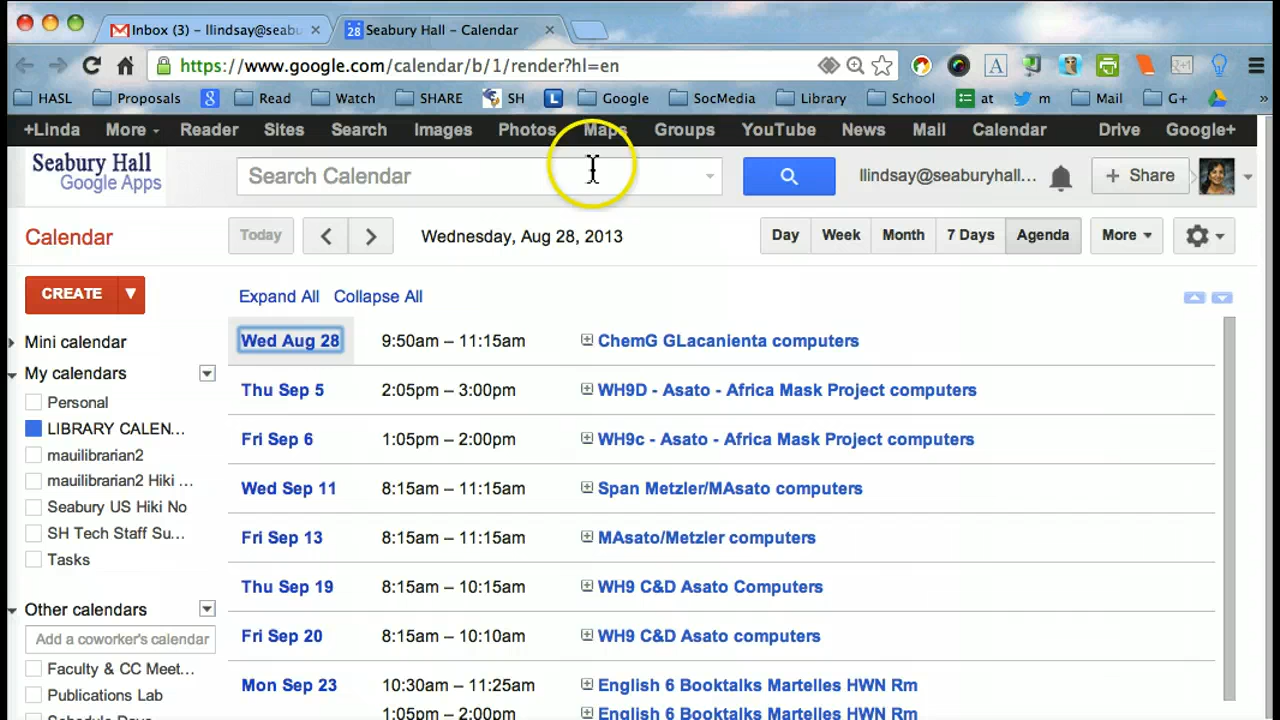 Inbox (3) – llindsay@seabu
Seabury Hall – Calendar
https://www.google.com/calendar/b/1/render?hl=en
HASL Proposals Read Watch SHARE SH Google SocMedia Library School at m Mail G+ »
+Linda More Reader Sites Search Images Photos Maps Groups YouTube News Mail Calendar Drive Google+
Seabury Hall
Google Apps
Search Calendar
llindsay@seaburyhall...
+ Share
Calendar
Today
Wednesday, Aug 28, 2013
Day Week Month 7 Days Agenda More
CREATE
Expand All Collapse All
Mini calendar
My calendars
Personal
LIBRARY CALEN...
mauilibrarian2
mauilibrarian2 Hiki ...
Seabury US Hiki No
SH Tech Staff Su...
Tasks
Other calendars
Add a coworker's calendar
Faculty & CC Meet...
Publications Lab
Wed Aug 28 9:50am – 11:15am ChemG GLacanienta computers
Thu Sep 5 2:05pm – 3:00pm WH9D - Asato - Africa Mask Project computers
Fri Sep 6 1:05pm – 2:00pm WH9c - Asato - Africa Mask Project computers
Wed Sep 11 8:15am – 11:15am Span Metzler/MAsato computers
Fri Sep 13 8:15am – 11:15am MAsato/Metzler computers
Thu Sep 19 8:15am – 10:15am WH9 C&D Asato Computers
Fri Sep 20 8:15am – 10:10am WH9 C&D Asato computers
Mon Sep 23 10:30am – 11:25am English 6 Booktalks Martelles HWN Rm
1:05pm – 2:00pm English 6 Booktalks Martelles HWN Rm